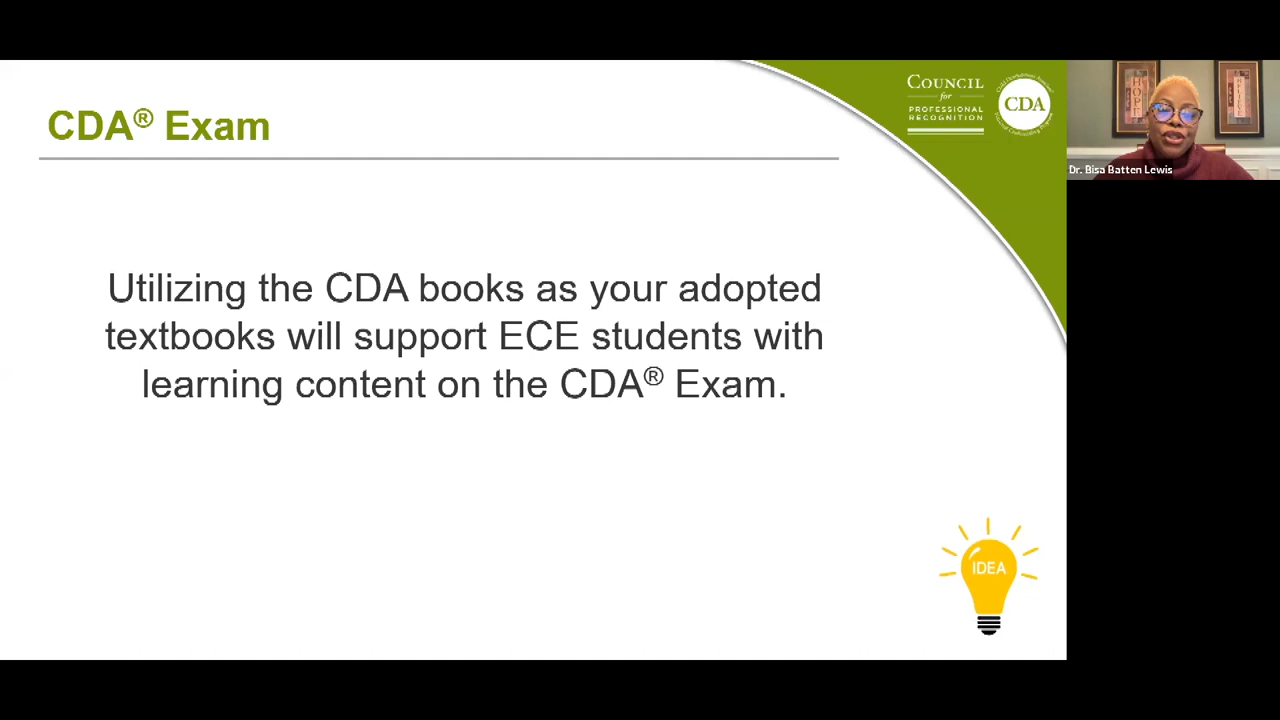 CDA® Exam
COUNCIL
for
PROFESSIONAL
RECOGNITION
CDA
Dr. Bisa Batten Lewis
HOPE
Utilizing the CDA books as your adopted
textbooks will support ECE students with
learning content on the CDA® Exam.
IDEA